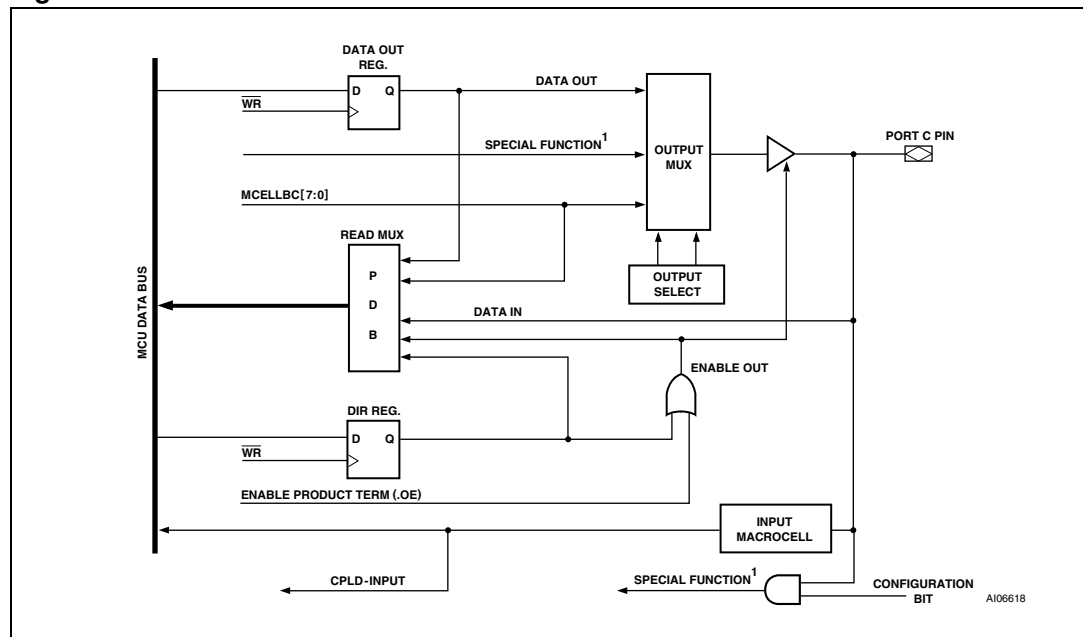 DATA OUT
REG.
D Q
WR
DATA OUT
SPECIAL FUNCTION1
OUTPUT
MUX
PORT C PIN
MCELLBC[7:0]
READ MUX
P
D
B
OUTPUT
SELECT
DATA IN
ENABLE OUT
MCU DATA BUS
DIR REG.
D Q
WR
ENABLE PRODUCT TERM (.OE)
INPUT
MACROCELL
CPLD-INPUT
SPECIAL FUNCTION1
CONFIGURATION
BIT
AI06618